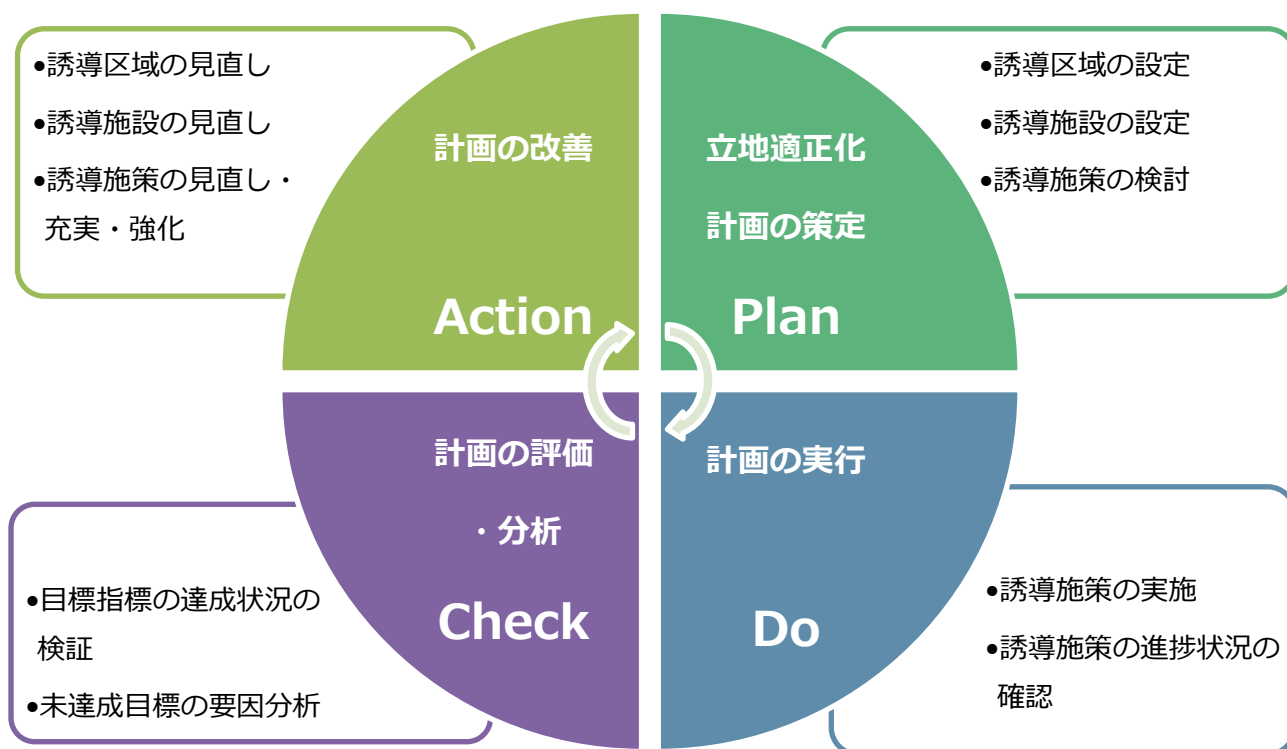 •誘導区域の見直し
•誘導施設の見直し
•誘導施策の見直し・
充実・強化
計画の改善
Action
立地適正化
計画の策定
Plan
•誘導区域の設定
•誘導施設の設定
•誘導施策の検討
•目標指標の達成状況の
検証
•未達成目標の要因分析
計画の評価
・分析
Check
計画の実行
Do
•誘導施策の実施
•誘導施策の進捗状況の
確認